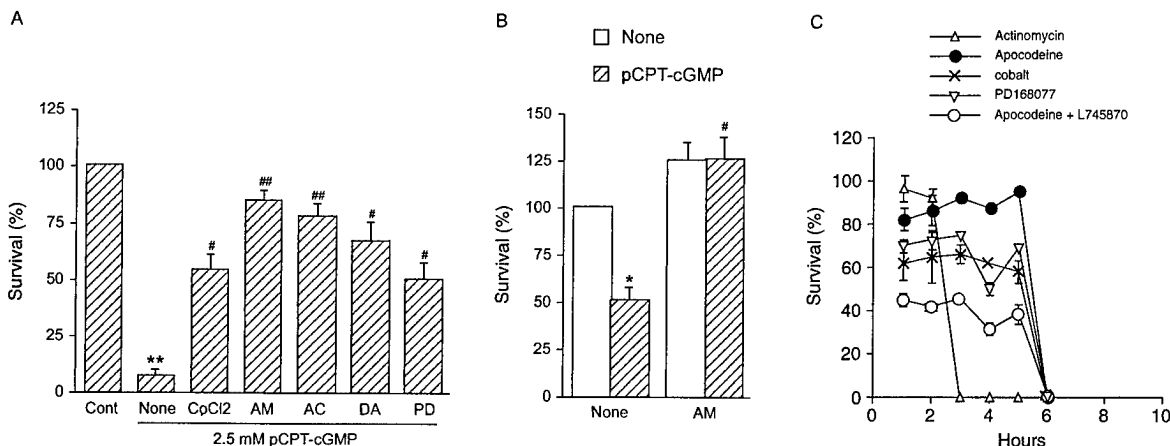 A
Survival (%)
125
100
75
50
25
0
**
#
##
##
#
#
Cont None CoCl2 AM AC DA PD
2.5 mM pCPT-cGMP
B
None
pCPT-cGMP
Survival (%)
150
125
100
75
50
25
0
*
#
None AM
C
Actinomycin
Apocodeine
cobalt
PD168077
Apocodeine + L745870
Survival (%)
120
100
80
60
40
20
0
0 2 4 6 8 10
Hours